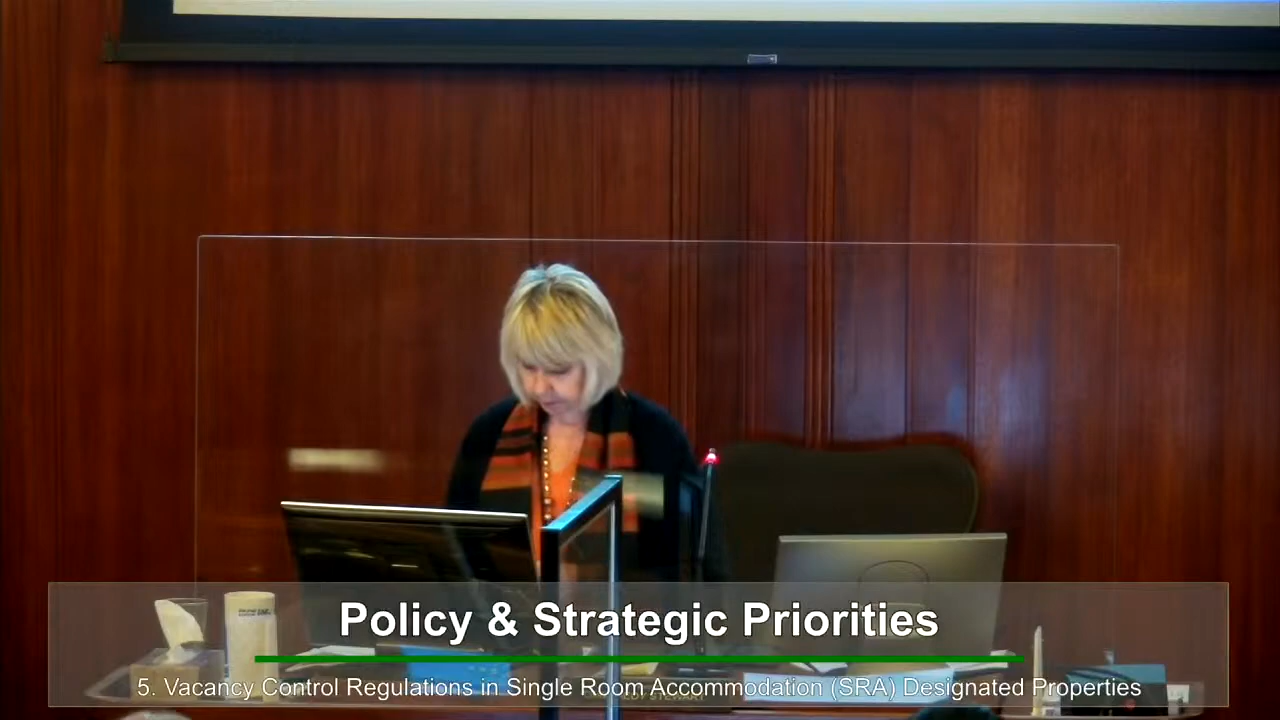 Policy & Strategic Priorities
5. Vacancy Control Regulations in Single Room Accommodation (SRA) Designated Properties